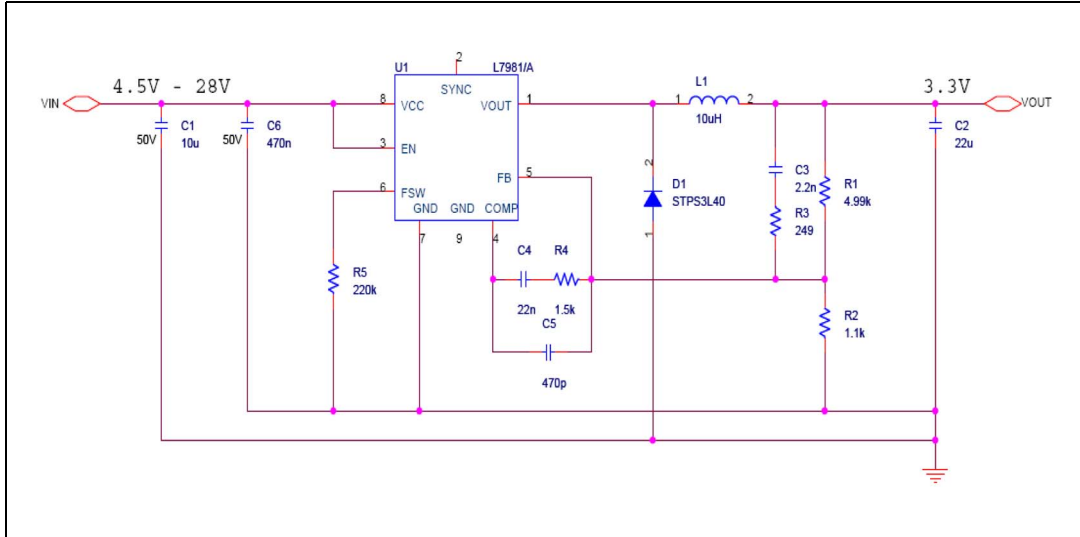 4.5V - 28V
VIN
C1
10u
50V
C6
470n
50V
U1
L7981/A
2
SYNC
8
VCC
VOUT
1
3
EN
6
FSW
FB
5
GND
GND
COMP
7
9
4
R5
220k
C4
R4
22n
1.5k
C5
470p
2
D1
STPS3L40
1
L1
1
2
10uH
C3
2.2n
R3
249
R1
4.99k
R2
1.1k
3.3V
VOUT
C2
22u